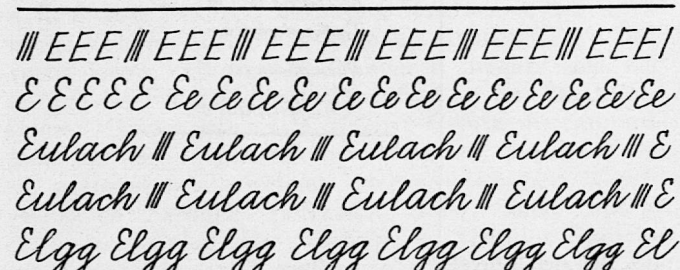 /// EEE /// EEE /// EEE /// EEE /// EEE /// EEE /
E E E E E Ee Ee Ee Ee Ee Ee Ee Ee Ee Ee Ee Ee Ee
Eulach /// Eulach /// Eulach /// Eulach /// E
Eulach /// Eulach /// Eulach /// Eulach /// E
Elgg Elgg Elgg Elgg Elgg Elgg Elgg El